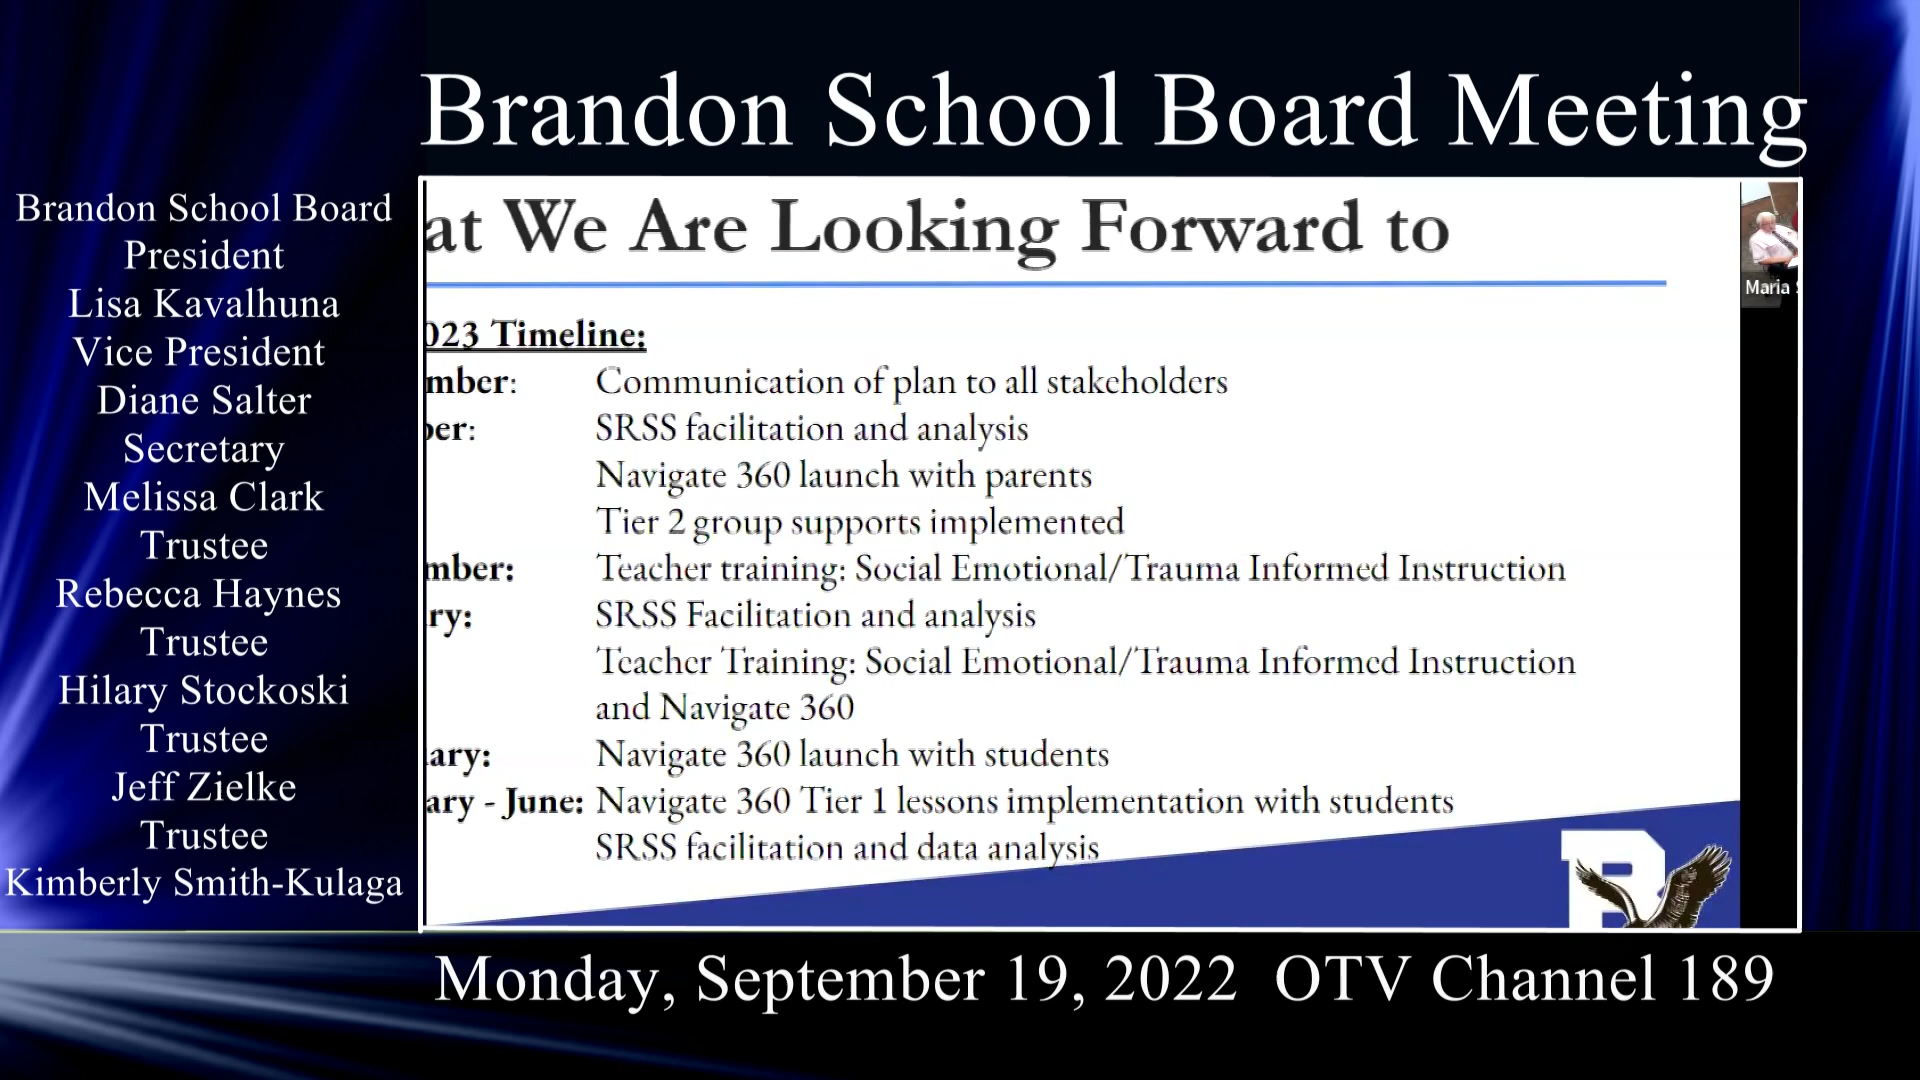 Brandon School Board Meeting
Brandon School Board
President
Lisa Kavalhuna
Vice President
Diane Salter
Secretary
Melissa Clark
Trustee
Rebecca Haynes
Trustee
Hilary Stockoski
Trustee
Jeff Zielke
Trustee
Kimberly Smith-Kulaga
at We Are Looking Forward to
023 Timeline:
mber: Communication of plan to all stakeholders
ber: SRSS facilitation and analysis
Navigate 360 launch with parents
Tier 2 group supports implemented
mber: Teacher training: Social Emotional/Trauma Informed Instruction
ry: SRSS Facilitation and analysis
Teacher Training: Social Emotional/Trauma Informed Instruction
and Navigate 360
ary: Navigate 360 launch with students
ary - June: Navigate 360 Tier 1 lessons implementation with students
SRSS facilitation and data analysis
B
Maria
Monday, September 19, 2022 OTV Channel 189